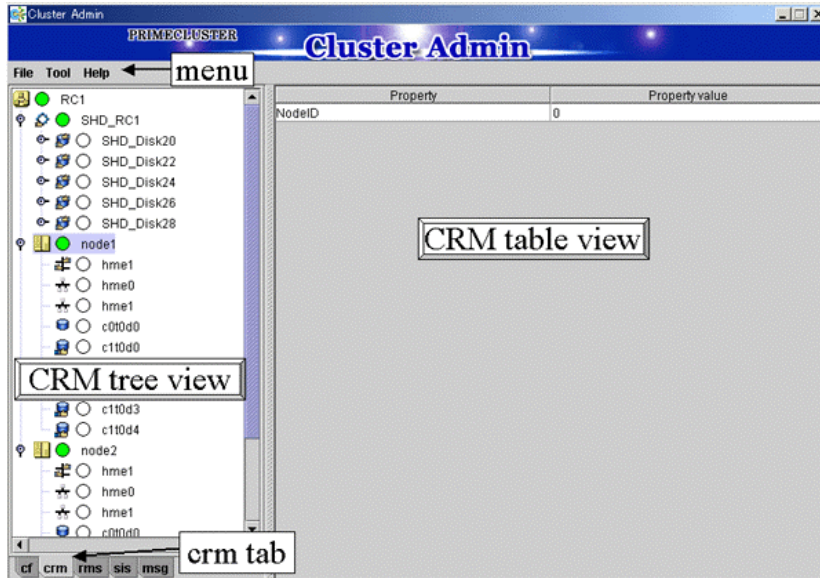 Cluster Admin
PRIMECLUSTER
Cluster Admin
File Tool Help
menu
RC1
SHD_RC1
SHD_Disk20
SHD_Disk22
SHD_Disk24
SHD_Disk26
SHD_Disk28
node1
hme1
hme0
hme1
c0t0d0
c1t0d0
CRM tree view
c1t0d3
c1t0d4
node2
hme1
hme0
hme1
c0t0d0
crm tab
cf crm rms sis msg
Property Property value
NodeID 0
CRM table view